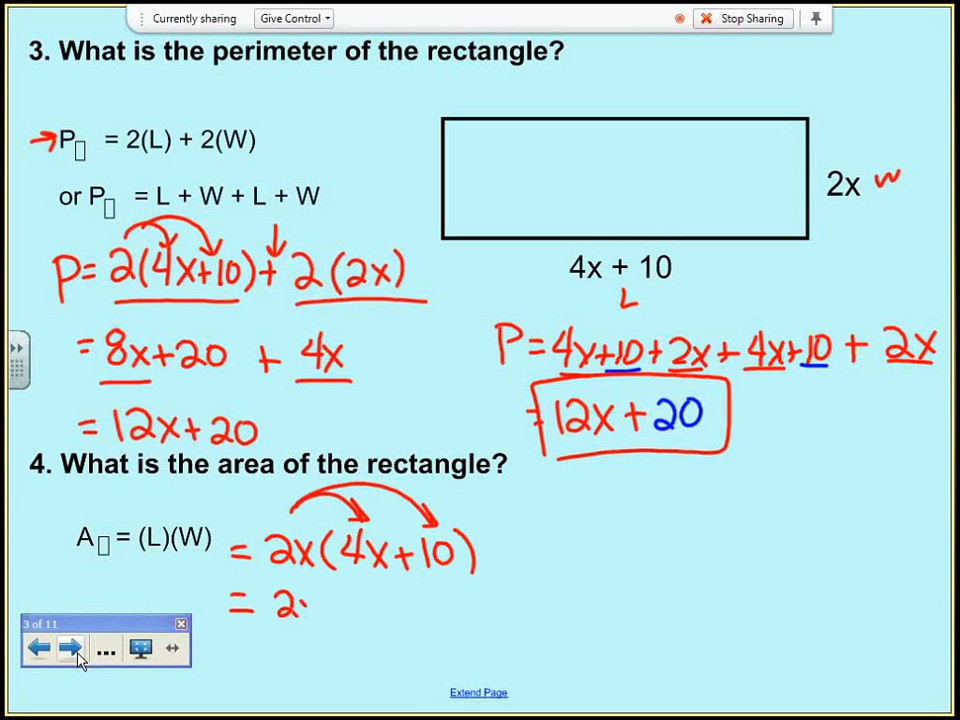 Currently sharing Give Control Stop Sharing
3. What is the perimeter of the rectangle?
→P▯ = 2(L) + 2(W)
or P▯ = L + W + L + W
2x w
4x + 10
L
P= 2(4x+10)+ 2(2x)
= 8x+20 + 4x
= 12x+20
P=4x+10+2x+4x+10+2x
=12x+20
4. What is the area of the rectangle?
A▯= (L)(W) = 2x(4x+10)
= 2
3 of 11
...
Extend Page